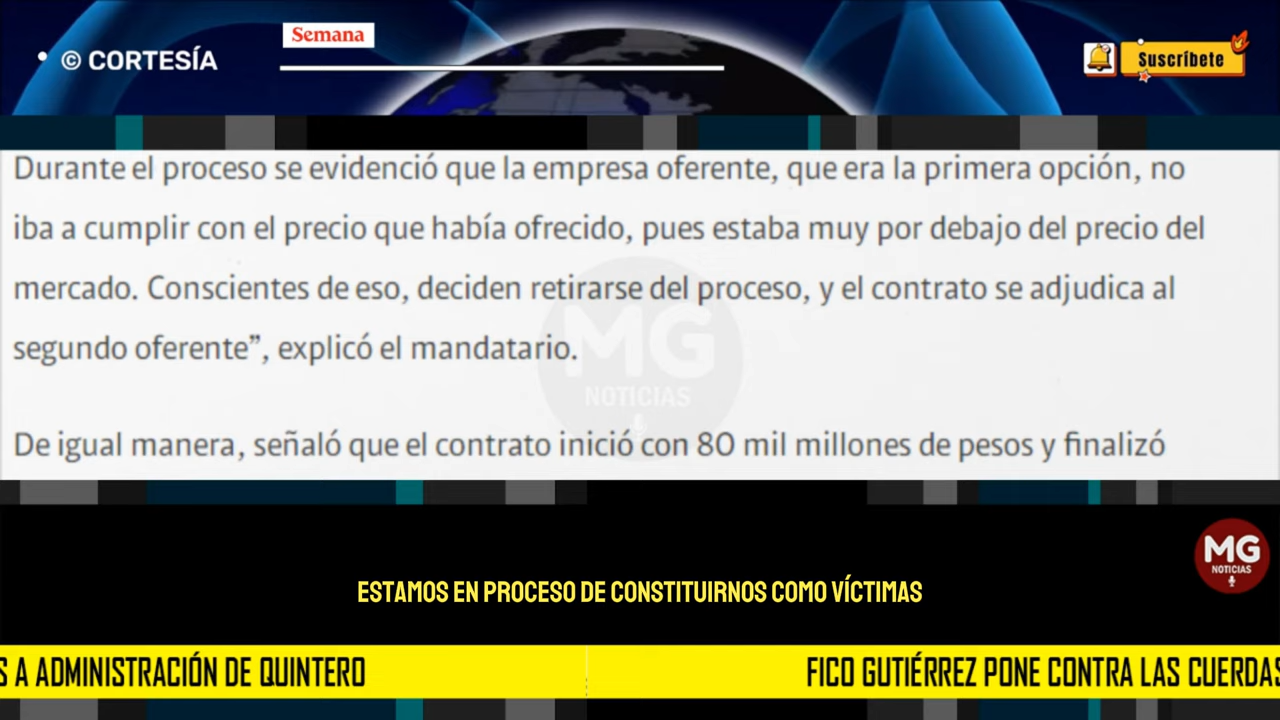 Semana
© CORTESÍA
Suscríbete
Durante el proceso se evidenció que la empresa oferente, que era la primera opción, no
iba a cumplir con el precio que había ofrecido, pues estaba muy por debajo del precio del
mercado. Conscientes de eso, deciden retirarse del proceso, y el contrato se adjudica al
segundo oferente”, explicó el mandatario.
MG
NOTICIAS
De igual manera, señaló que el contrato inició con 80 mil millones de pesos y finalizó
MG
NOTICIAS
ESTAMOS EN PROCESO DE CONSTITUIRNOS COMO VÍCTIMAS
S A ADMINISTRACIÓN DE QUINTERO
FICO GUTIÉRREZ PONE CONTRA LAS CUERDAS